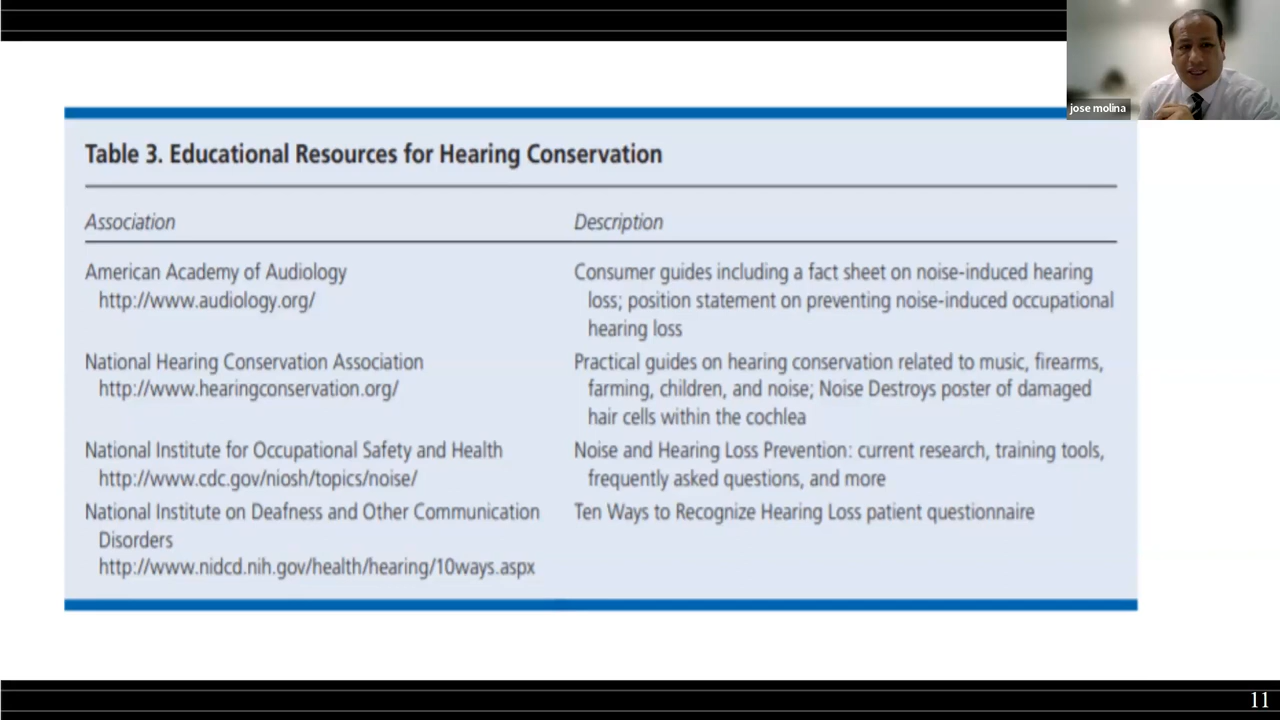 jose molina
Table 3. Educational Resources for Hearing Conservation
Association
Description
American Academy of Audiology
http://www.audiology.org/
Consumer guides including a fact sheet on noise-induced hearing
loss; position statement on preventing noise-induced occupational
hearing loss
National Hearing Conservation Association
http://www.hearingconservation.org/
Practical guides on hearing conservation related to music, firearms,
farming, children, and noise; Noise Destroys poster of damaged
hair cells within the cochlea
National Institute for Occupational Safety and Health
http://www.cdc.gov/niosh/topics/noise/
Noise and Hearing Loss Prevention: current research, training tools,
frequently asked questions, and more
National Institute on Deafness and Other Communication
Disorders
http://www.nidcd.nih.gov/health/hearing/10ways.aspx
Ten Ways to Recognize Hearing Loss patient questionnaire
11